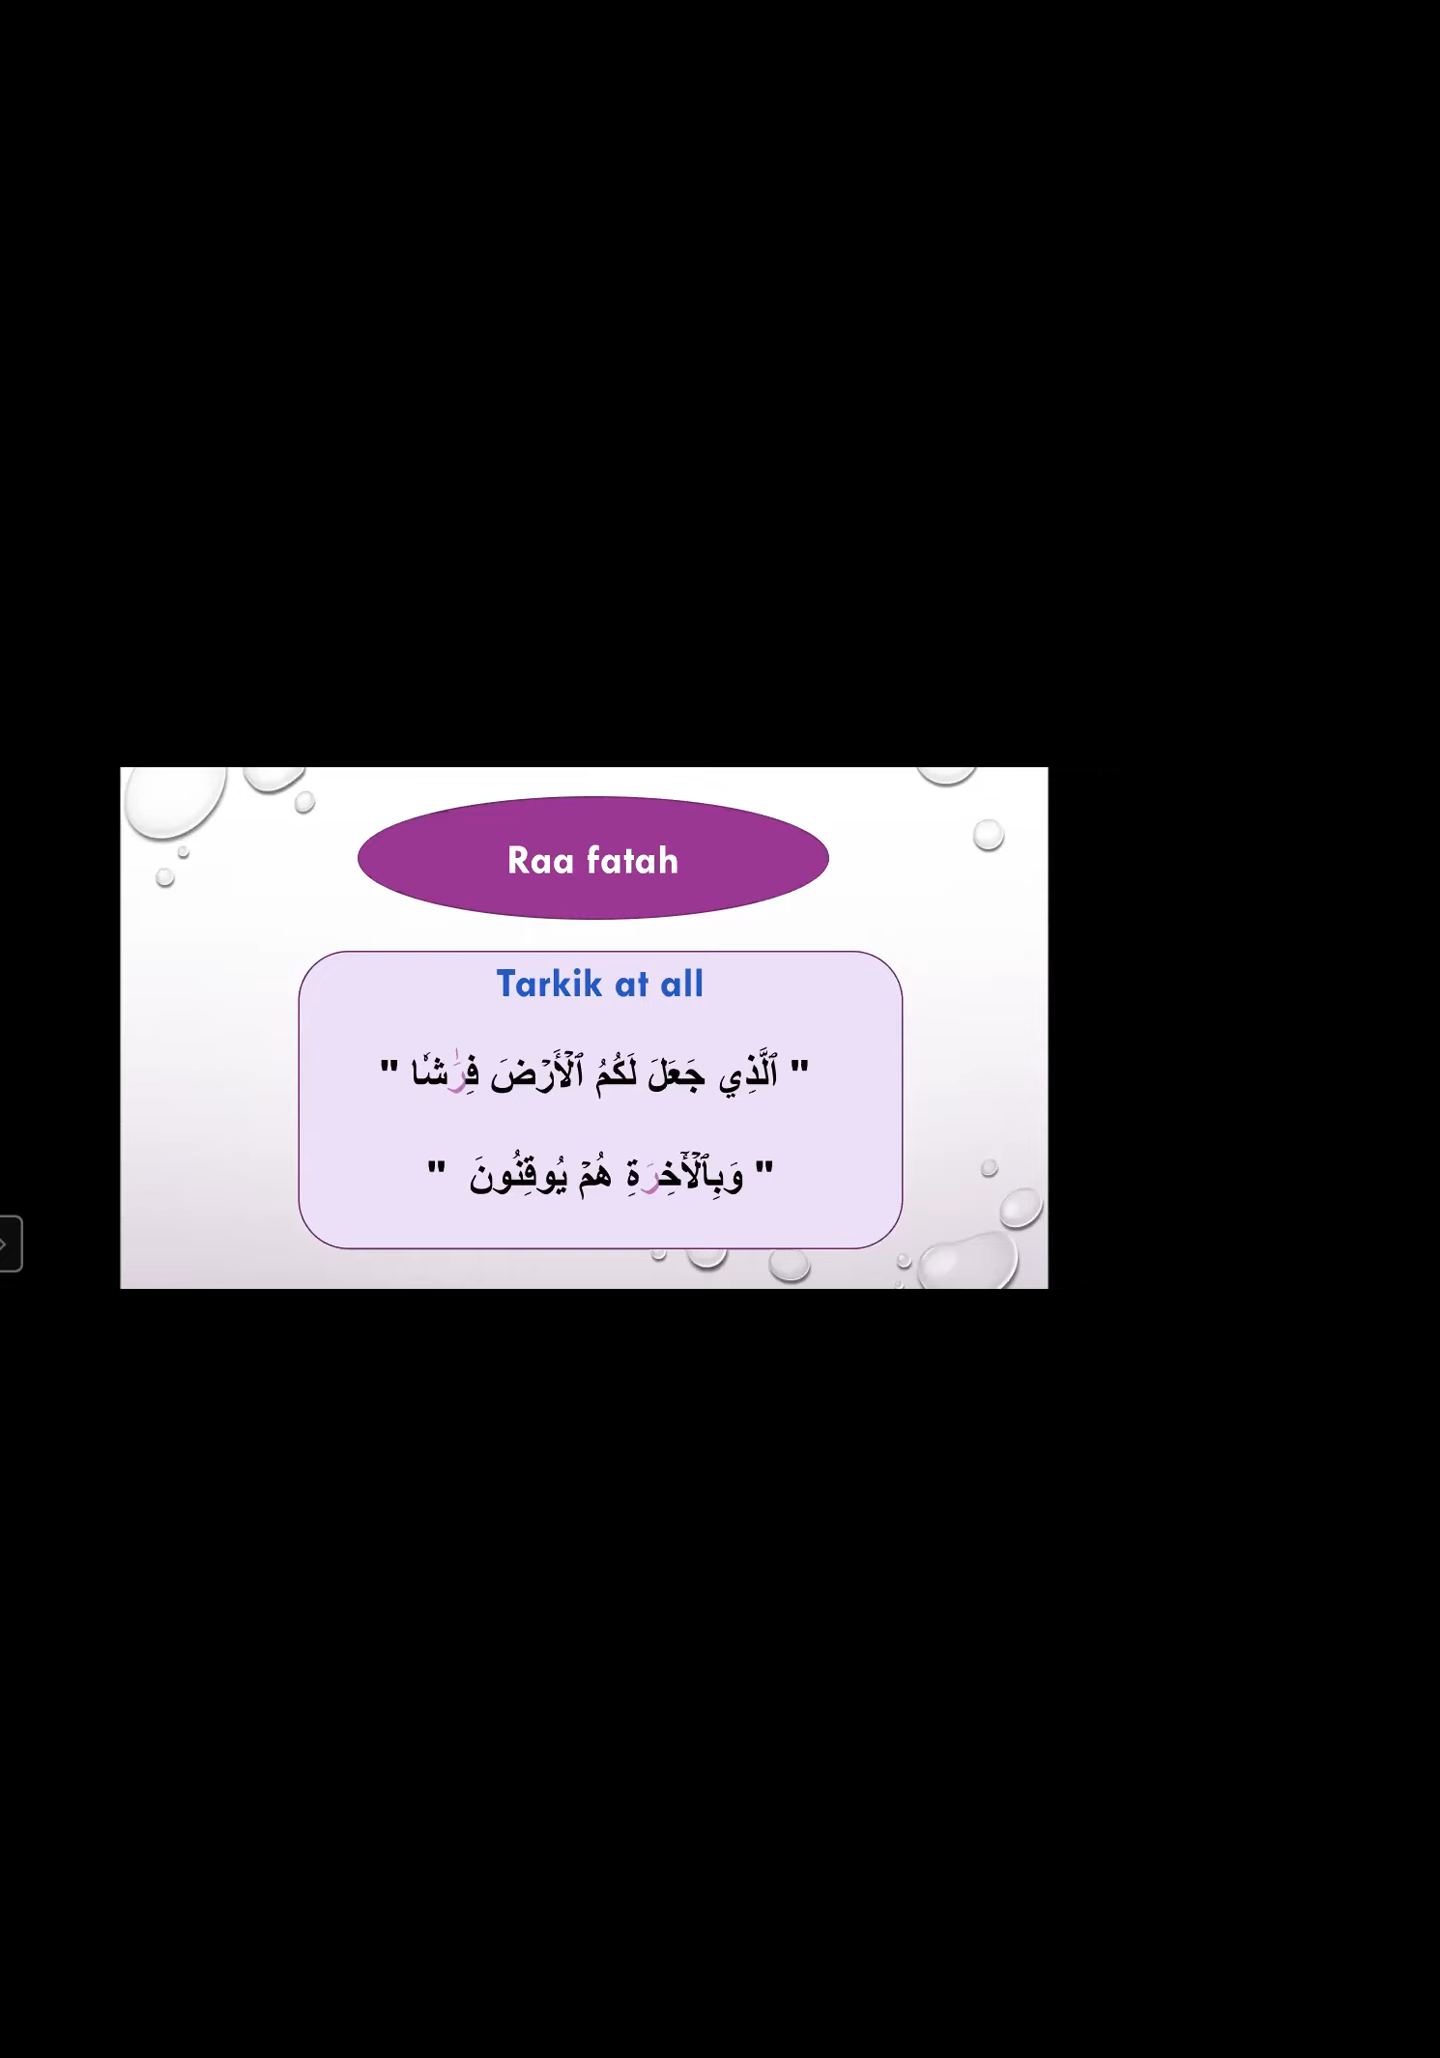 Raa fatah
Tarkik at all
" ٱلَّذِي جَعَلَ لَكُمُ ٱلْأَرْضَ فِرَٰشٗا "
" وَبِٱلْأٓخِرَةِ هُمْ يُوقِنُونَ "